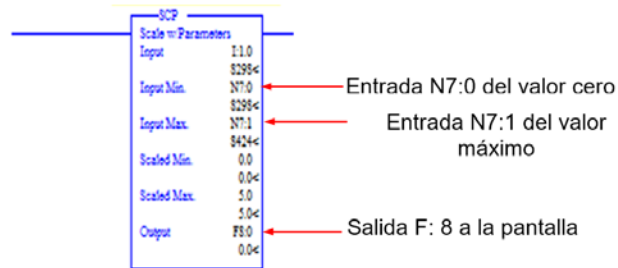 SCP
Scale w Parameters
Input I:1.0
8298<
Input Min. N7:0
8298<
Input Max. N7:1
8424<
Scaled Min. 0.0
0.0<
Scaled Max. 5.0
5.0<
Output F8:0
0.0<
Entrada N7:0 del valor cero
Entrada N7:1 del valor
máximo
Salida F: 8 a la pantalla